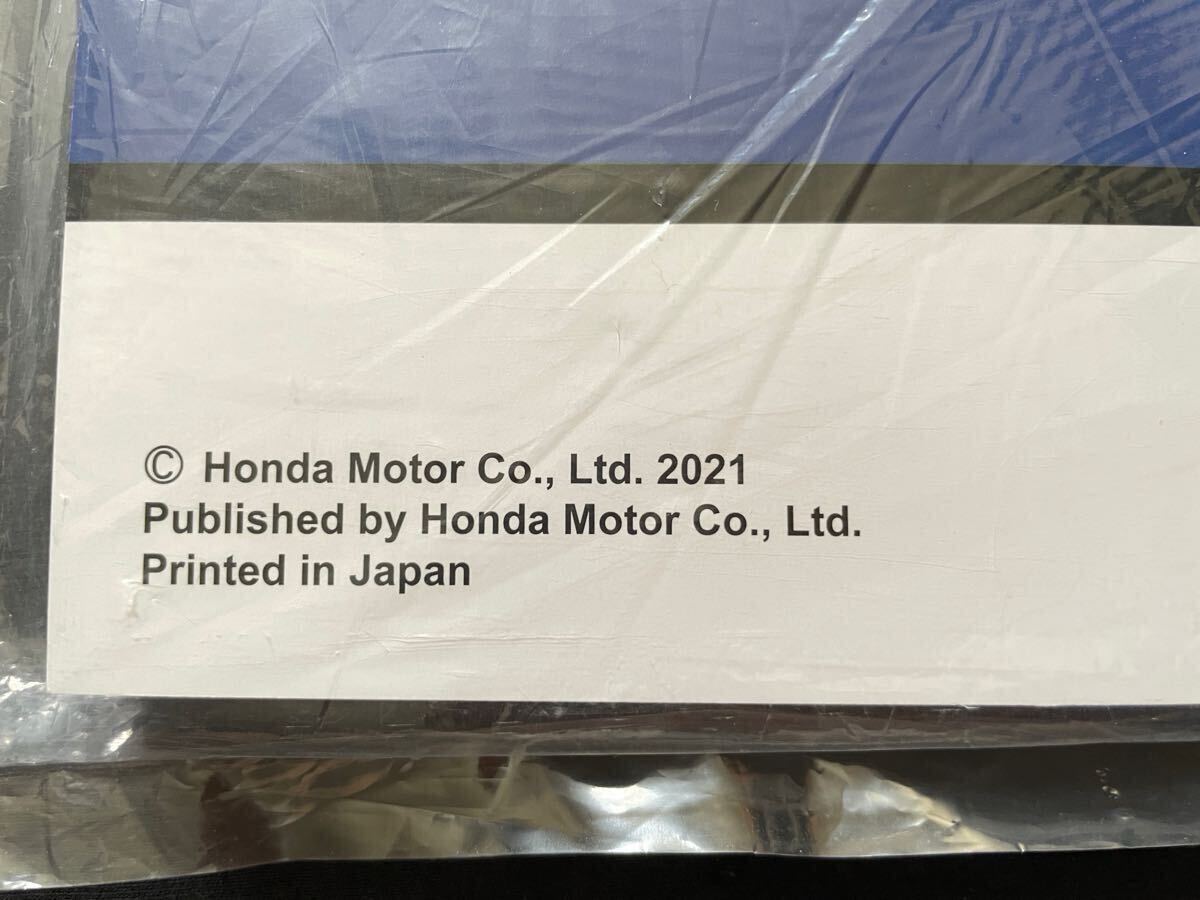 © Honda Motor Co., Ltd. 2021
Published by Honda Motor Co., Ltd.
Printed in Japan